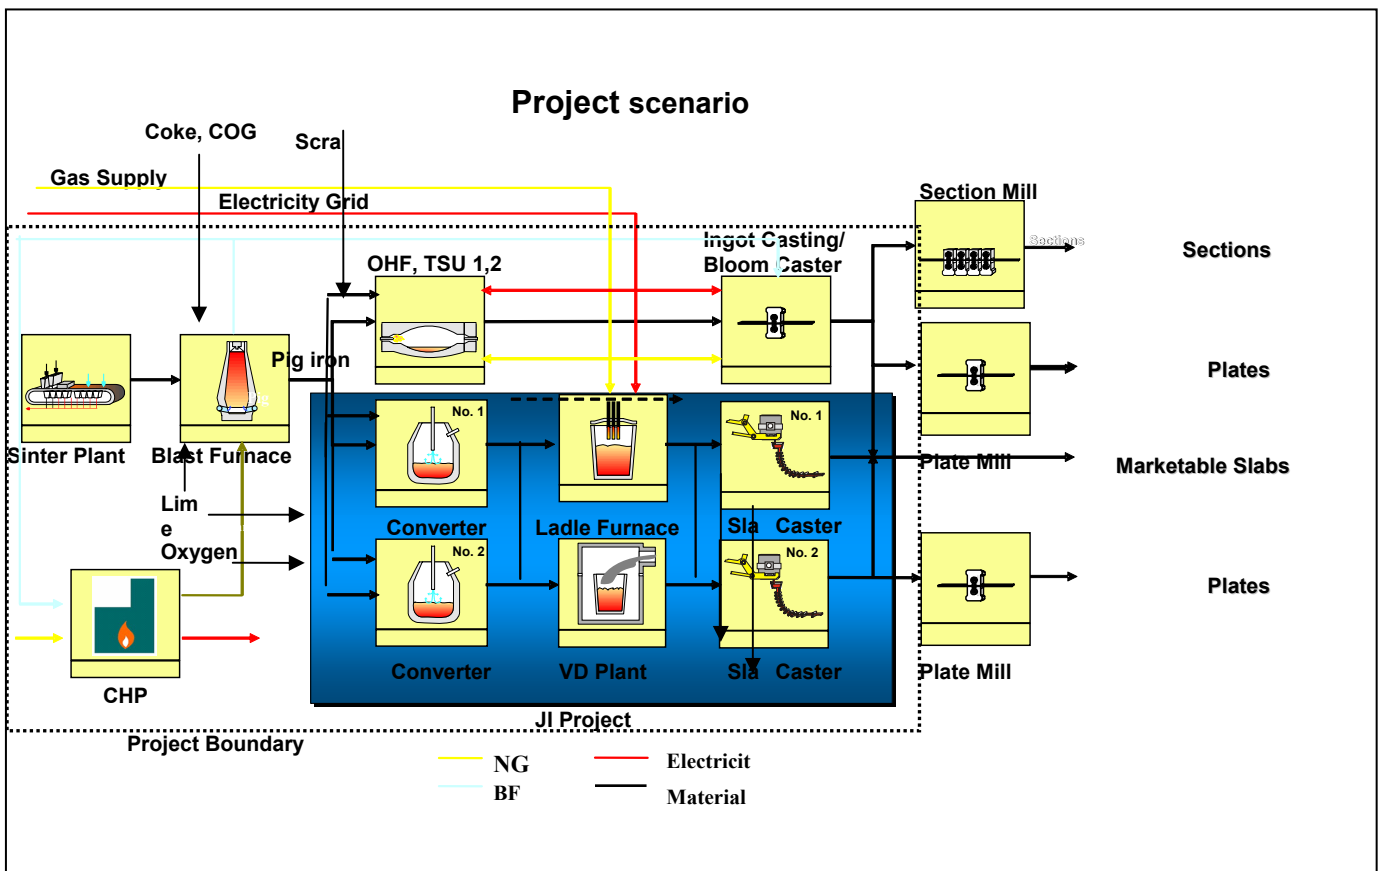 Project scenario
Coke, COG
Scra
Gas Supply
Electricity Grid
Section Mill
Ingot Casting/
Bloom Caster
Sections
Sections
OHF, TSU 1,2
Pig iron
Plates
No. 1
No. 1
Sinter Plant
Blast Furnace
Plate Mill
Marketable Slabs
Lim
e
Converter
Ladle Furnace
Sla Caster
Oxygen
No. 2
No. 2
Plates
Converter
VD Plant
Sla Caster
Plate Mill
CHP
JI Project
Project Boundary
NG
Electricit
BF
Material